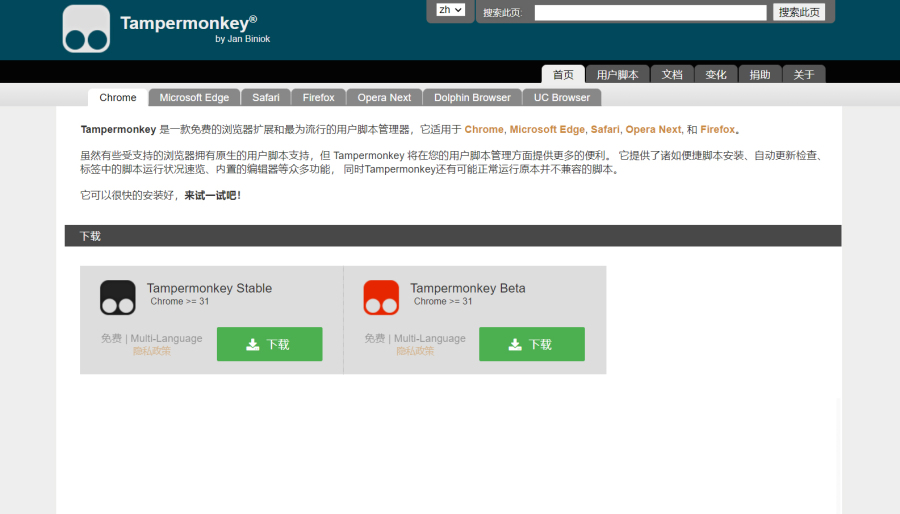 Tampermonkey®
by Jan Biniok
zh
搜索此页:
搜索此页
首页 用户脚本 文档 变化 捐助 关于
Chrome Microsoft Edge Safari Firefox Opera Next Dolphin Browser UC Browser
Tampermonkey 是一款免费的浏览器扩展和最为流行的用户脚本管理器，它适用于 Chrome, Microsoft Edge, Safari, Opera Next, 和 Firefox。
虽然有些受支持的浏览器拥有原生的用户脚本支持，但 Tampermonkey 将在您的用户脚本管理方面提供更多的便利。 它提供了诸如便捷脚本安装、自动更新检查、
标签中的脚本运行状况速览、内置的编辑器等众多功能， 同时Tampermonkey还有可能正常运行原本并不兼容的脚本。
它可以很快的安装好，来试一试吧！
下载
Tampermonkey Stable
Chrome >= 31
免费 | Multi-Language
隐私政策
下载
Tampermonkey Beta
Chrome >= 31
免费 | Multi-Language
隐私政策
下载